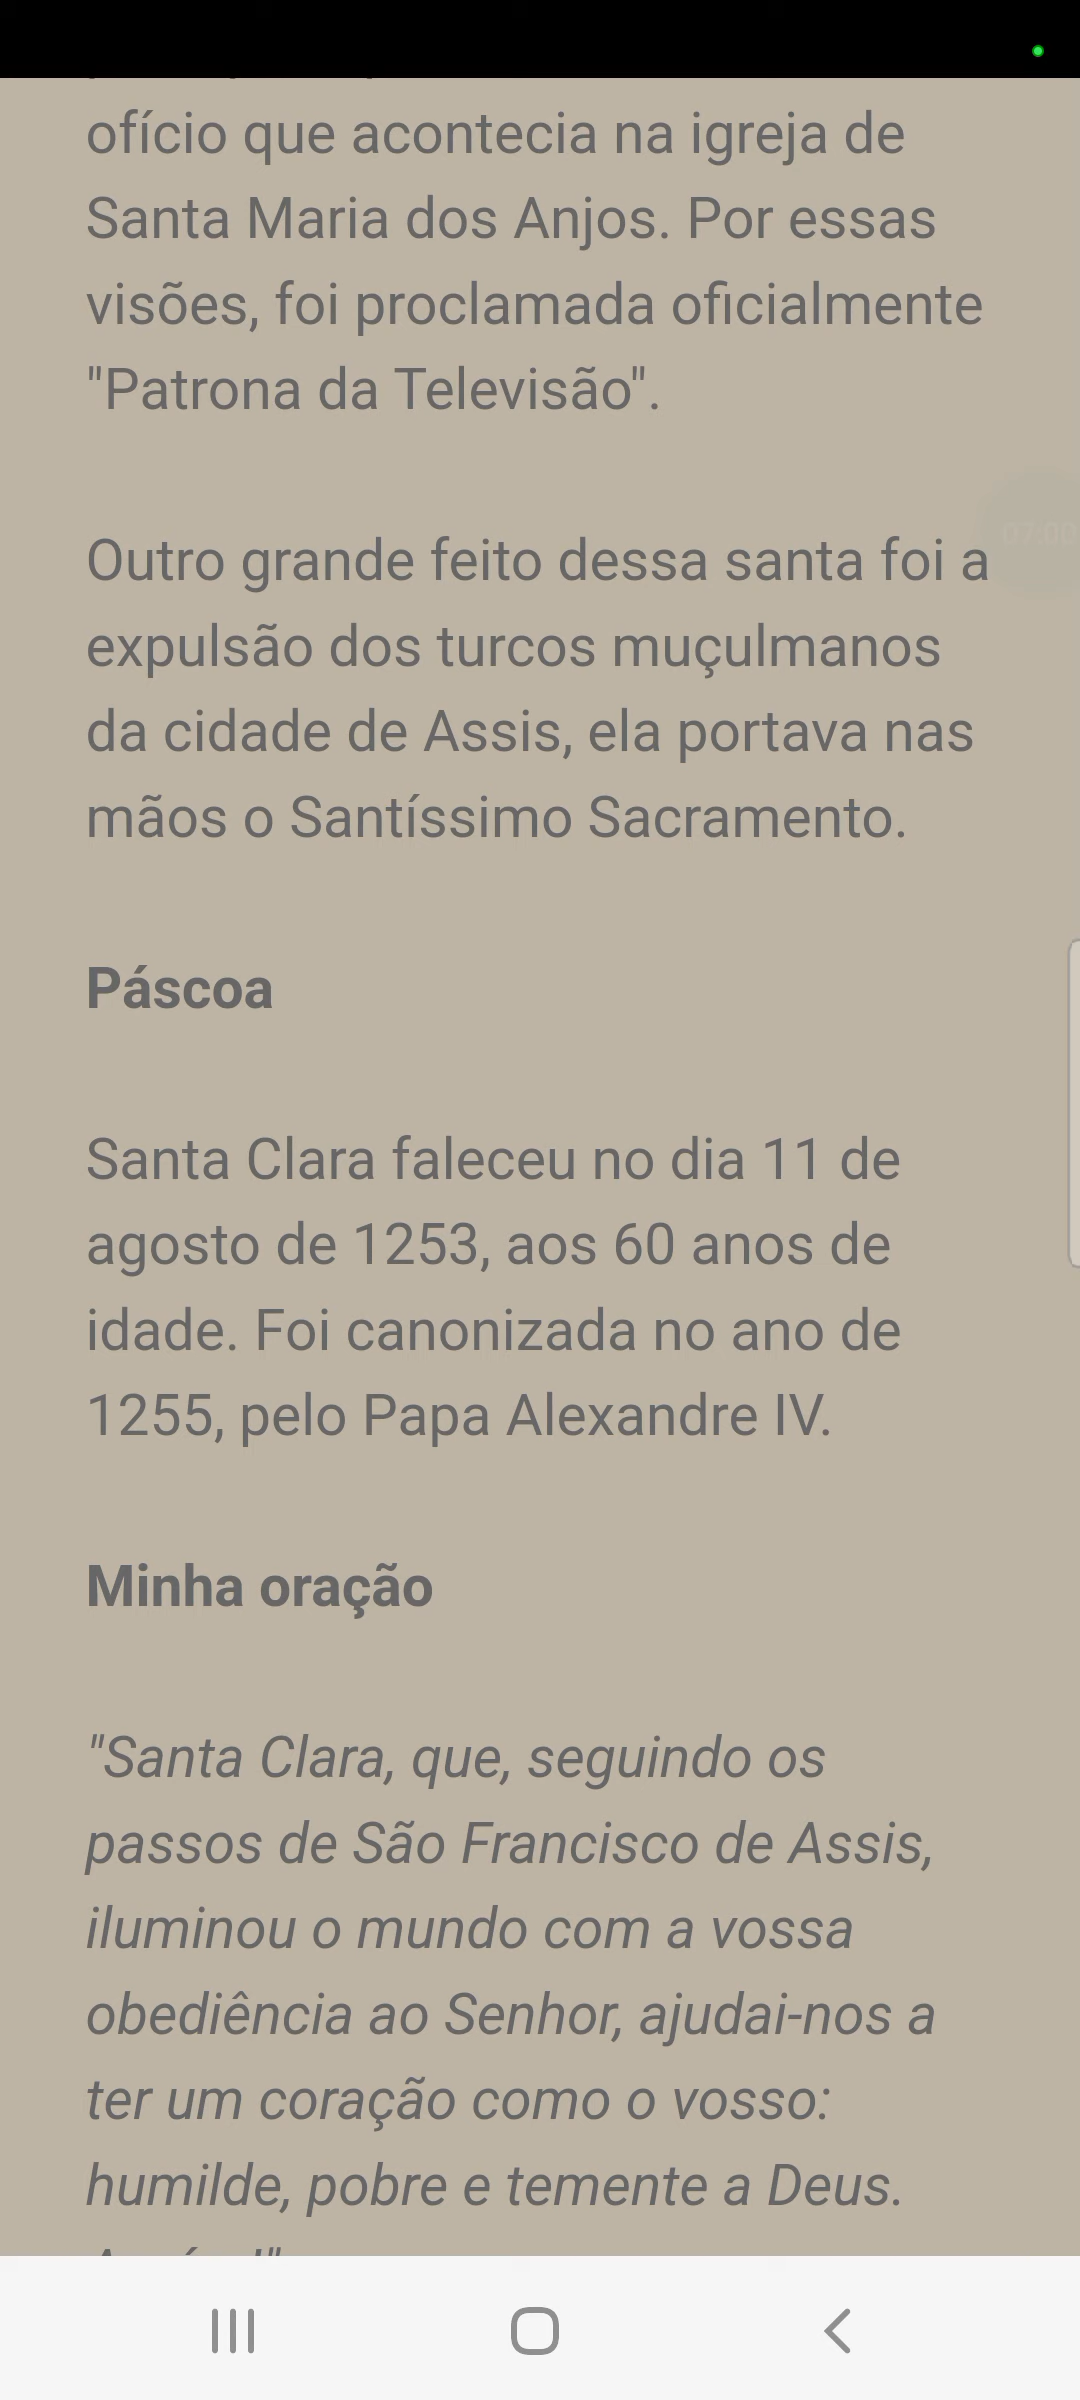 ofício que acontecia na igreja de
Santa Maria dos Anjos. Por essas
visões, foi proclamada oficialmente
"Patrona da Televisão".
07:00
Outro grande feito dessa santa foi a
expulsão dos turcos muçulmanos
da cidade de Assis, ela portava nas
mãos o Santíssimo Sacramento.
Páscoa
Santa Clara faleceu no dia 11 de
agosto de 1253, aos 60 anos de
idade. Foi canonizada no ano de
1255, pelo Papa Alexandre IV.
Minha oração
"Santa Clara, que, seguindo os
passos de São Francisco de Assis,
iluminou o mundo com a vossa
obediência ao Senhor, ajudai-nos a
ter um coração como o vosso:
humilde, pobre e temente a Deus.